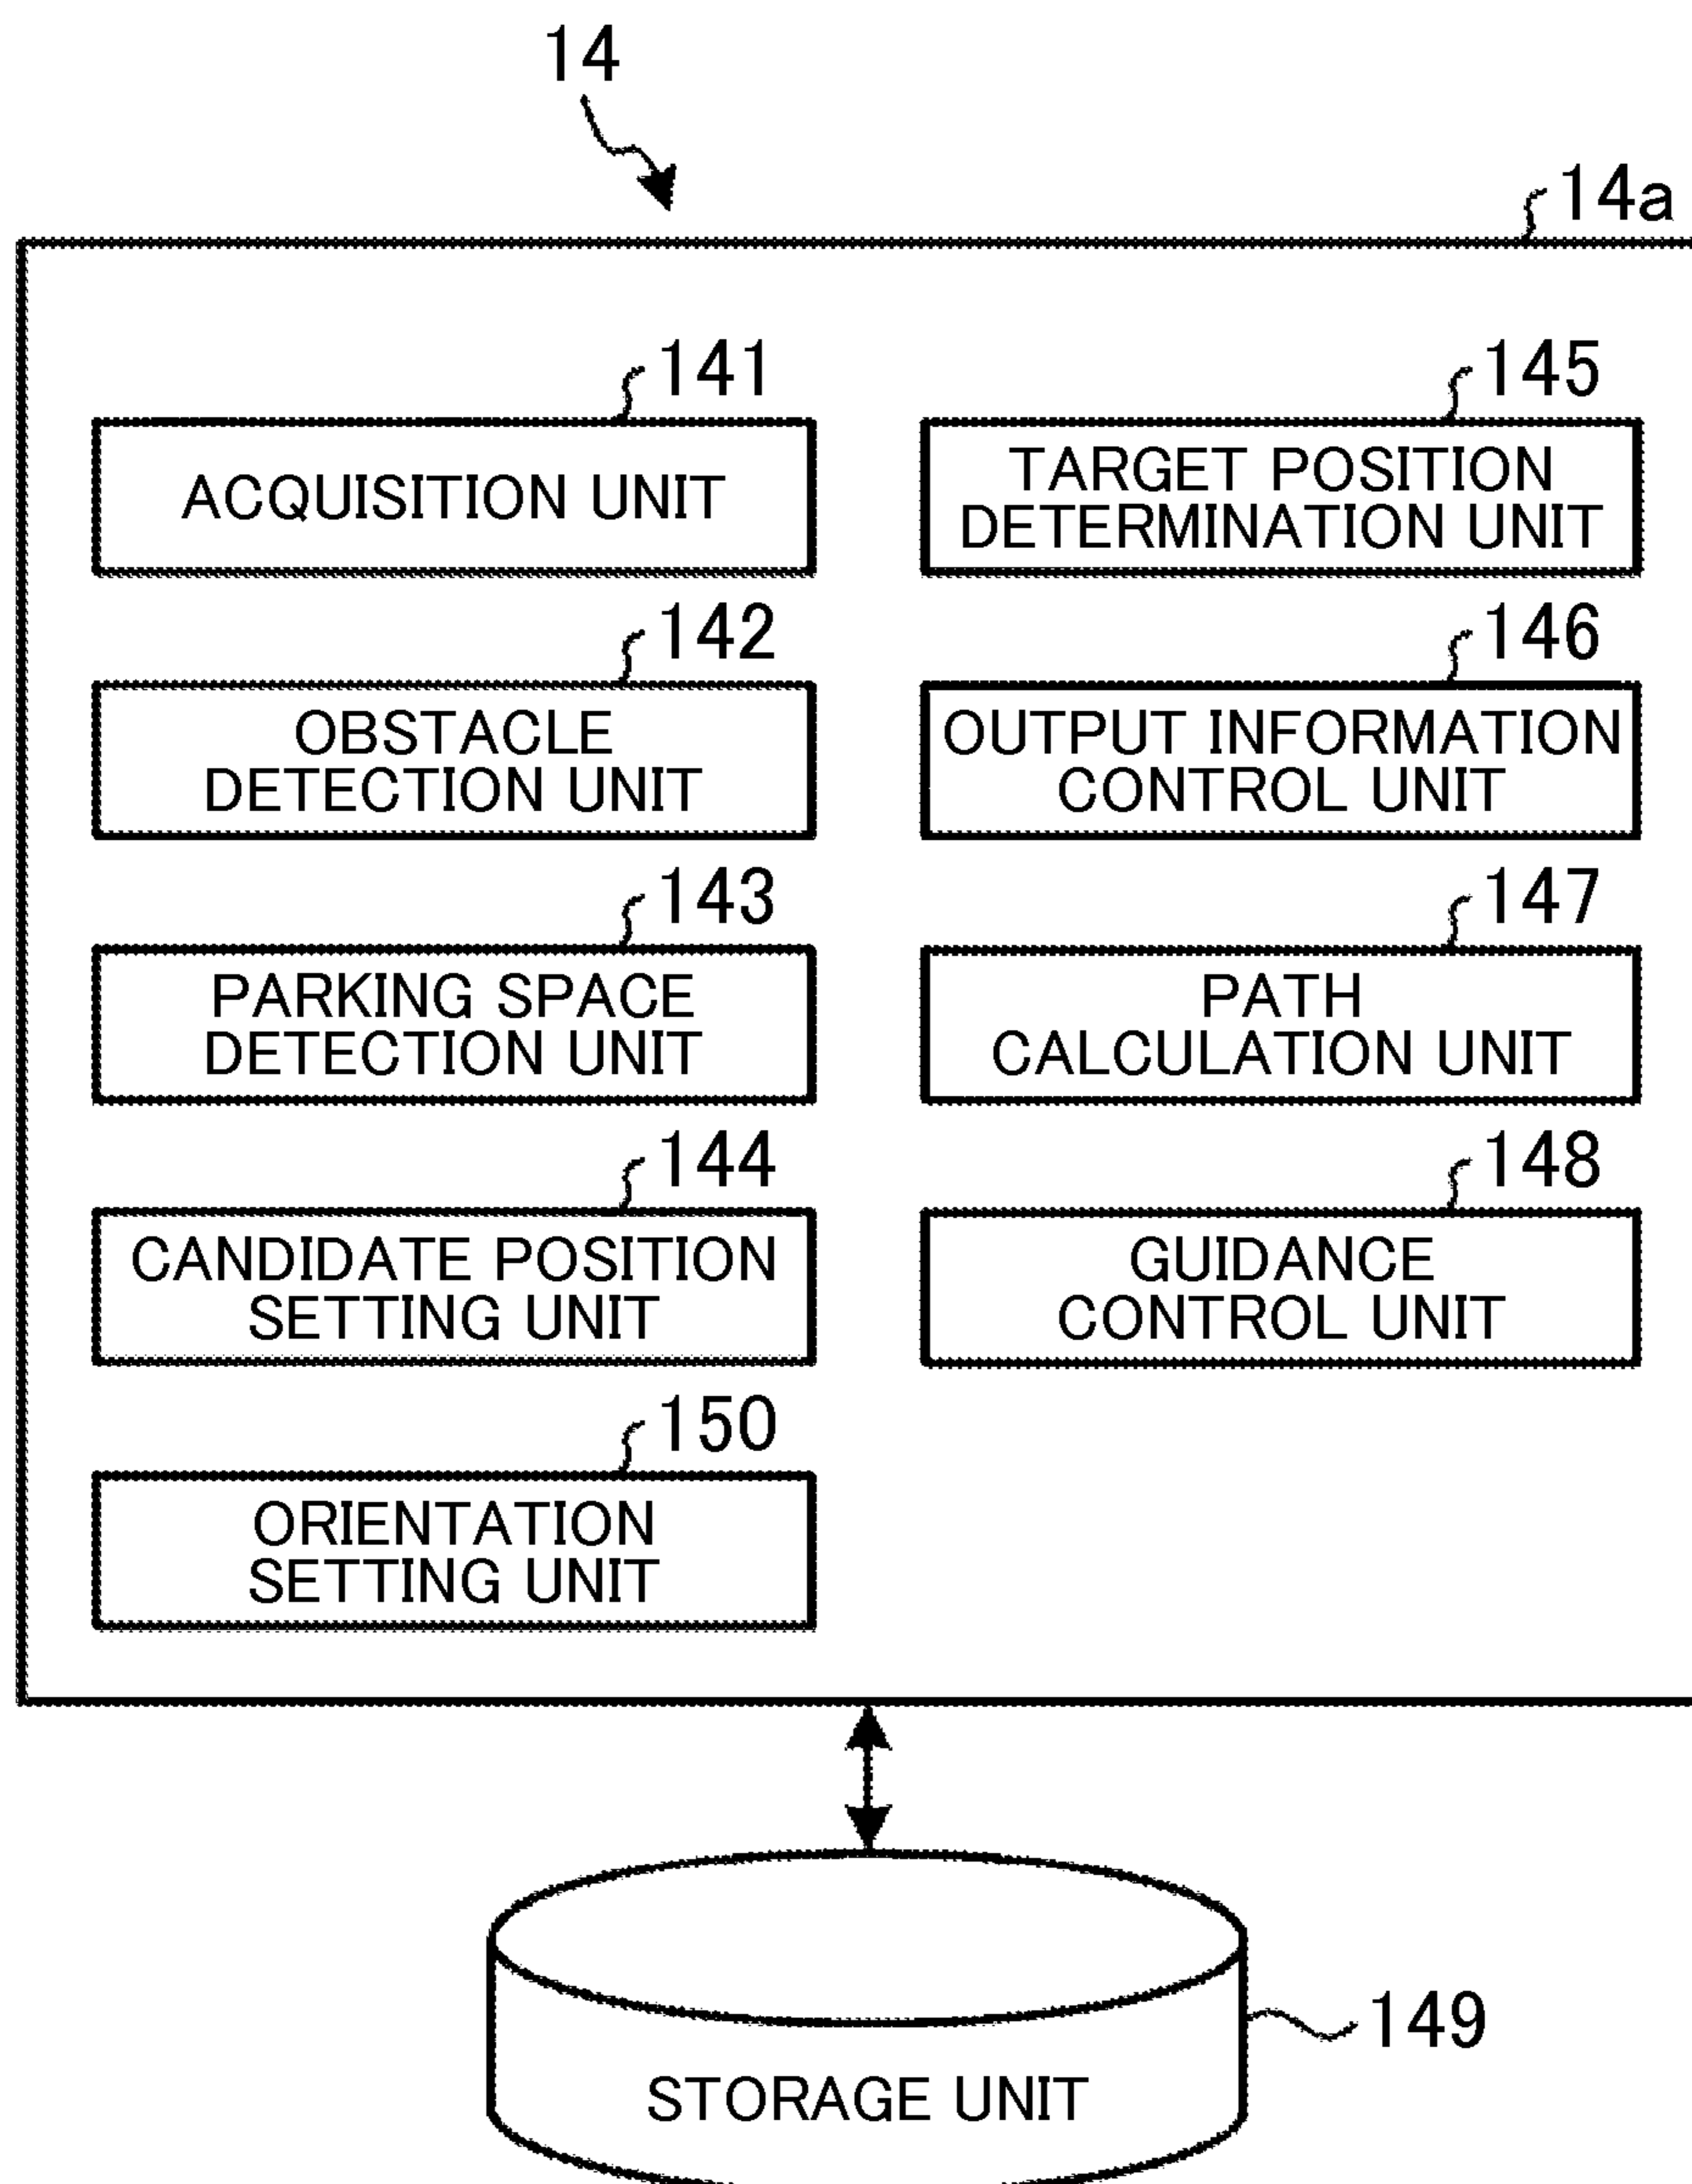 14
14a
141
ACQUISITION UNIT
145
TARGET POSITION
DETERMINATION UNIT
142
OBSTACLE
DETECTION UNIT
146
OUTPUT INFORMATION
CONTROL UNIT
143
PARKING SPACE
DETECTION UNIT
147
PATH
CALCULATION UNIT
144
CANDIDATE POSITION
SETTING UNIT
148
GUIDANCE
CONTROL UNIT
150
ORIENTATION
SETTING UNIT
149
STORAGE UNIT